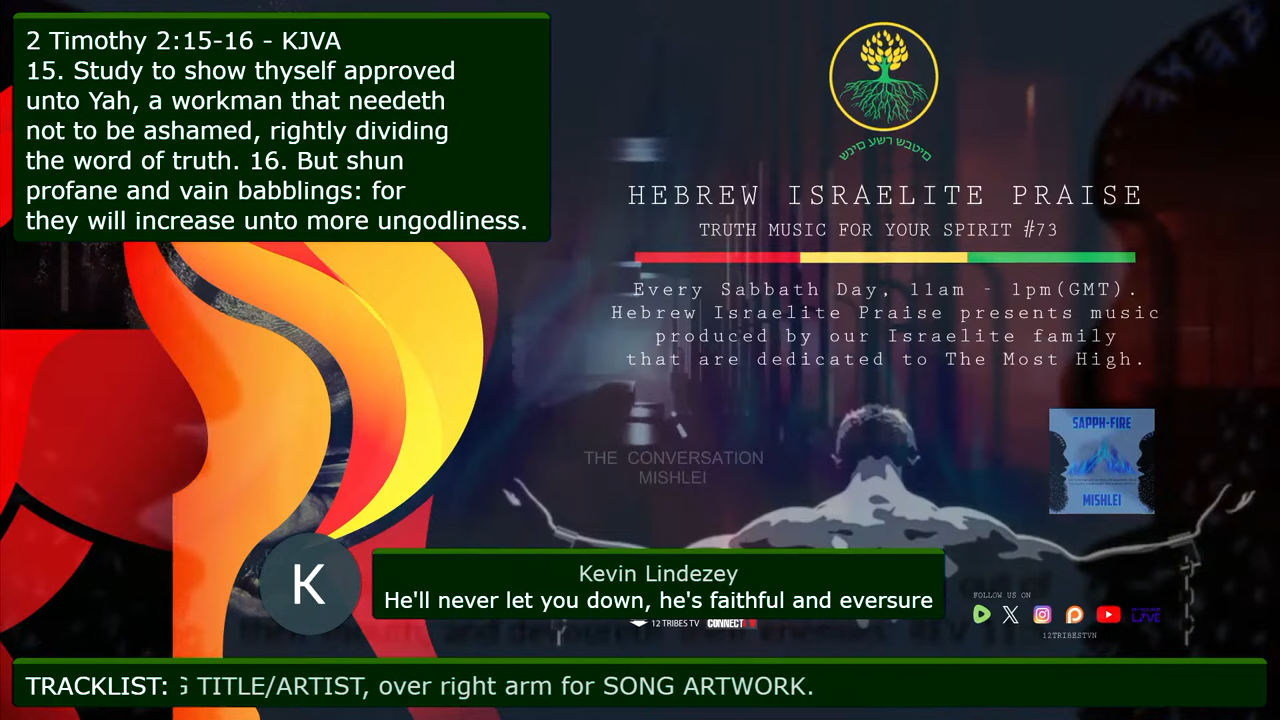 2 Timothy 2:15-16 - KJVA
15. Study to show thyself approved
unto Yah, a workman that needeth
not to be ashamed, rightly dividing
the word of truth. 16. But shun
profane and vain babblings: for
they will increase unto more ungodliness.
שנים עשר שבטים
HEBREW ISRAELITE PRAISE
TRUTH MUSIC FOR YOUR SPIRIT #73
Every Sabbath Day, 11am - 1pm(GMT).
Hebrew Israelite Praise presents music
produced by our Israelite family
that are dedicated to The Most High.
THE CONVERSATION
MISHLEI
SAPPH-FIRE
MISHLEI
K
Kevin Lindezey
He'll never let you down, he's faithful and eversure
12 TRIBES TV CONNECT
FOLLOW US ON
LIVE
12TRIBESTVN
TRACKLIST: G TITLE/ARTIST, over right arm for SONG ARTWORK.